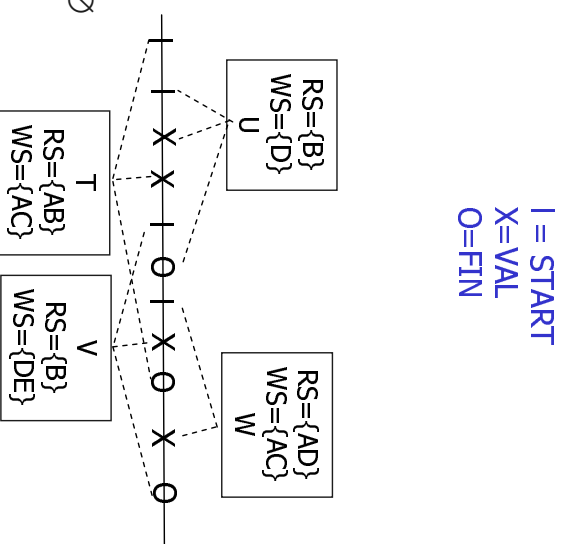 I = START
X=VAL
O=FIN
RS={B}
WS={D}
U
RS={AD}
WS={AC}
W
I I X X I O I X O X O
T
RS={AB}
WS={AC}
V
RS={B}
WS={DE}